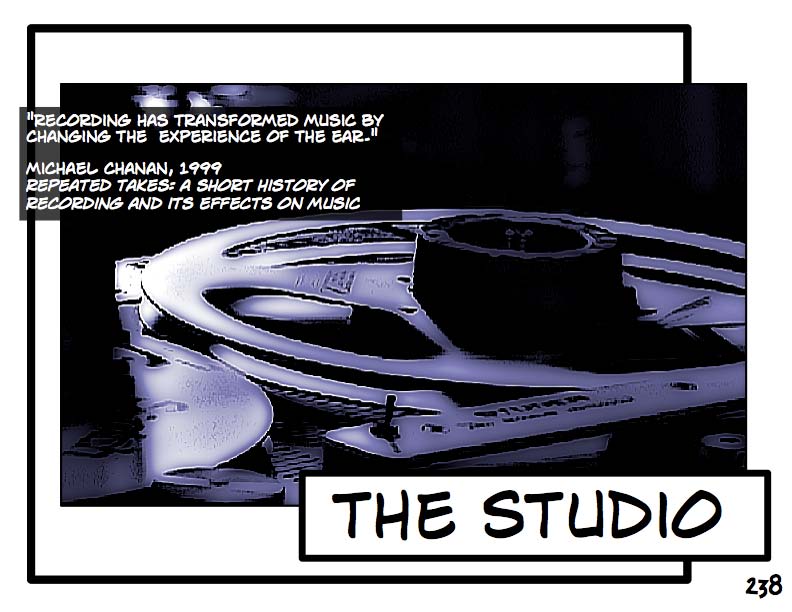 "RECORDING HAS TRANSFORMED MUSIC BY
CHANGING THE  EXPERIENCE OF THE EAR."
MICHAEL CHANAN, 1999
REPEATED TAKES: A SHORT HISTORY OF
RECORDING AND ITS EFFECTS ON MUSIC
THE STUDIO
238